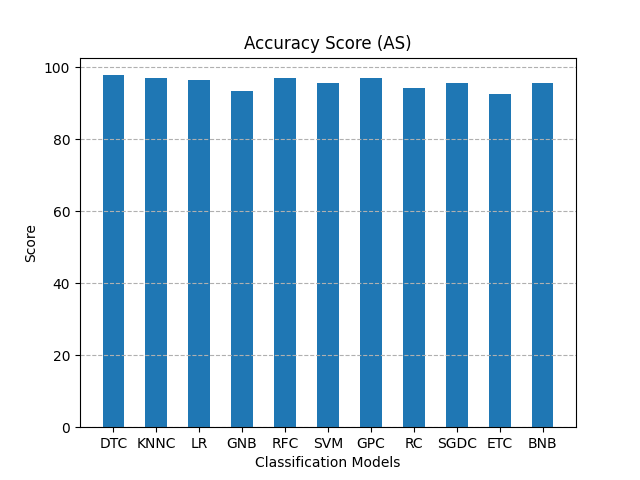 Accuracy Score (AS)
Score
100
80
60
40
20
0
DTC KNNC LR GNB RFC SVM GPC RC SGDC ETC BNB
Classification Models